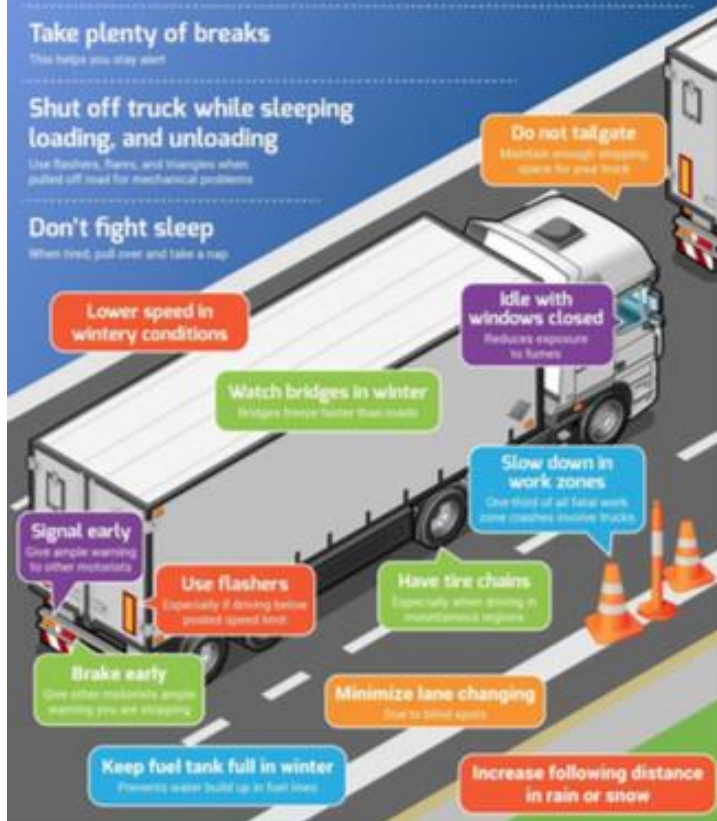 Take plenty of breaks
This helps you stay alert
Shut off truck while sleeping
loading, and unloading
Use flashers, flares, and triangles when
pulled off road for mechanical problems
Don't fight sleep
When tired, pull over and take a nap
Do not tailgate
Maintain enough stopping
space for your truck
Lower speed in
wintery conditions
Idle with
windows closed
Reduces exposure
to fumes
Watch bridges in winter
Bridges freeze faster than roads
Slow down in
work zones
One third of all fatal work
zone crashes involve trucks
Signal early
Give ample warning
to other motorists
Use flashers
Especially if driving below
posted speed limit
Have tire chains
Especially when driving in
mountainous regions
Brake early
Give other motorists ample
warning you are stopping
Minimize lane changing
Due to blind spots
Keep fuel tank full in winter
Prevents water build up in fuel lines
Increase following distance
in rain or snow